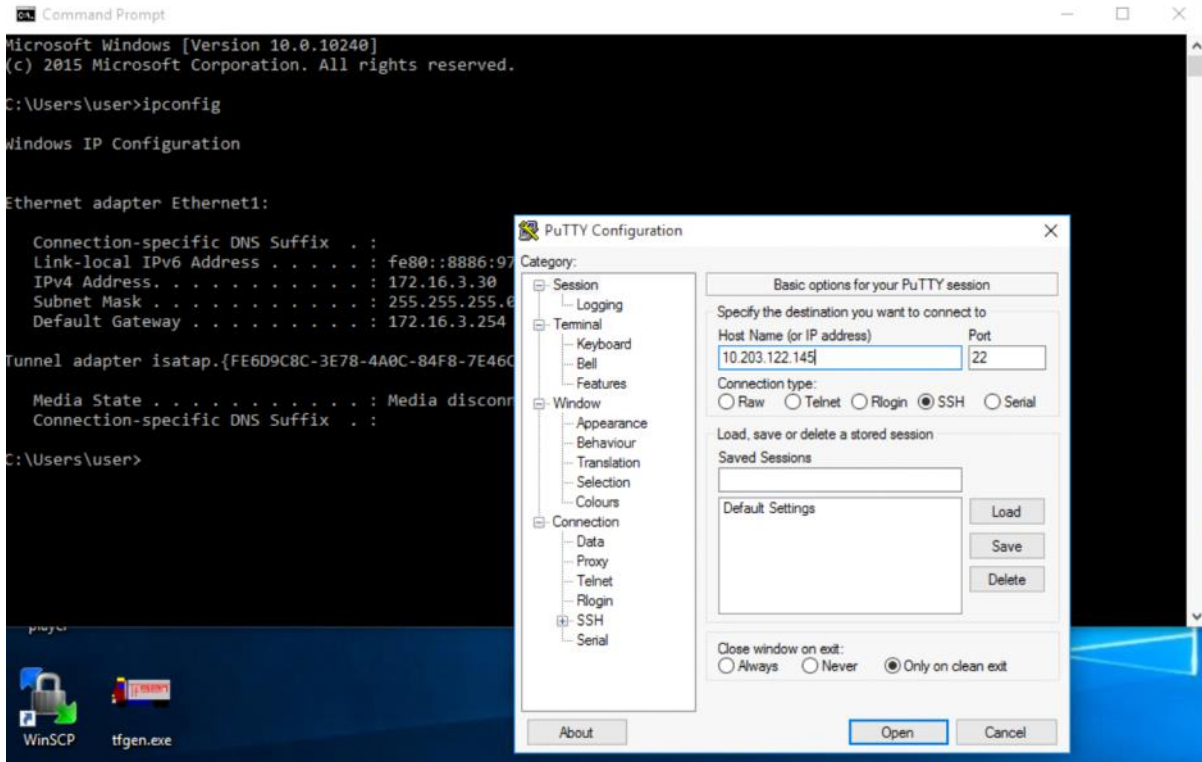 Command Prompt
Microsoft Windows [Version 10.0.10240]
(c) 2015 Microsoft Corporation. All rights reserved.
C:\Users\user>ipconfig
Windows IP Configuration
Ethernet adapter Ethernet1:
Connection-specific DNS Suffix . :
Link-local IPv6 Address . . . . . : fe80::8886:97
IPv4 Address. . . . . . . . . . . : 172.16.3.30
Subnet Mask . . . . . . . . . . . : 255.255.255.0
Default Gateway . . . . . . . . . : 172.16.3.254
Tunnel adapter isatap.{FE6D9C8C-3E78-4A0C-84F8-7E46C
Media State . . . . . . . . . . . : Media disconn
Connection-specific DNS Suffix . :
C:\Users\user>
PuTTY Configuration
Category:
Session
Logging
Terminal
Keyboard
Bell
Features
Window
Appearance
Behaviour
Translation
Selection
Colours
Connection
Data
Proxy
Telnet
Rlogin
SSH
Serial
Basic options for your PuTTY session
Specify the destination you want to connect to
Host Name (or IP address) Port
10.203.122.145 22
Connection type:
Raw Telnet Rlogin SSH Serial
Load, save or delete a stored session
Saved Sessions
Default Settings
Load
Save
Delete
Close window on exit:
Always Never Only on clean exit
About Open Cancel
player
WinSCP tfgen.exe